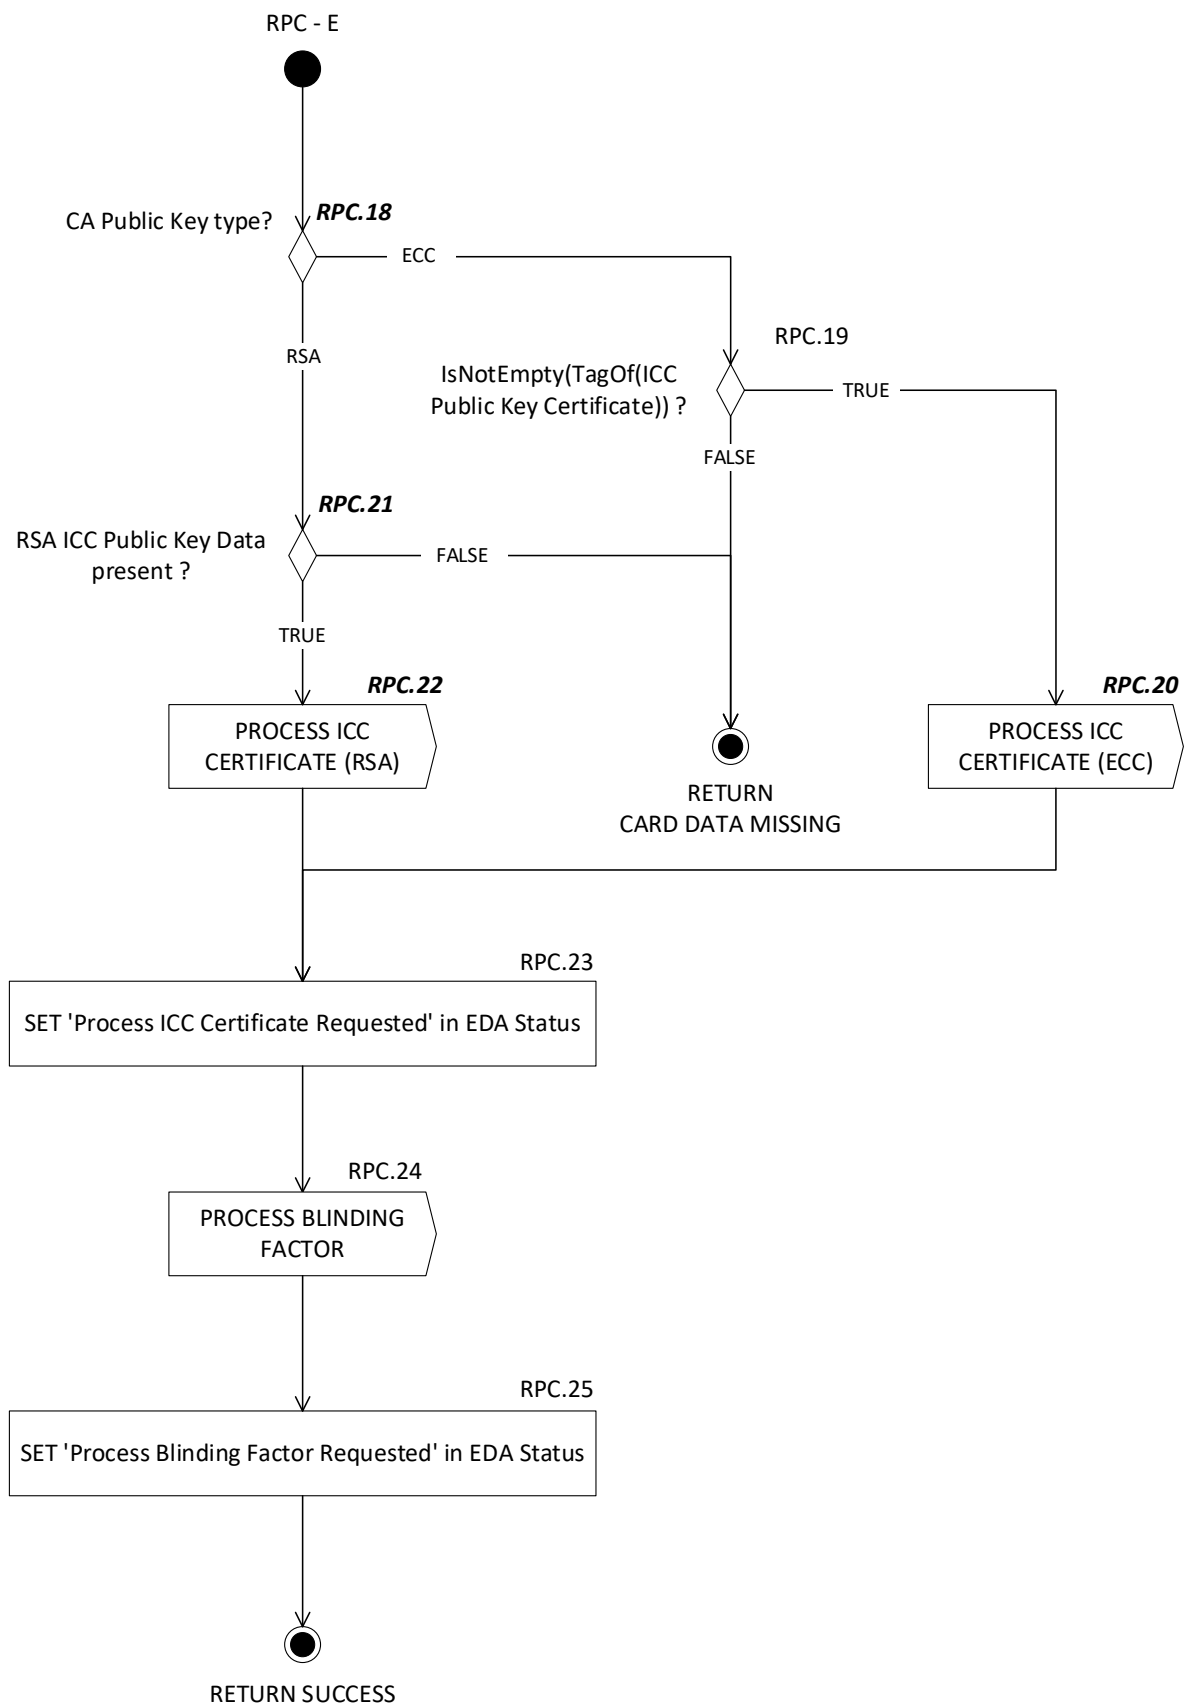 RPC - E
RPC.18
CA Public Key type?
ECC
RSA
RPC.19
IsNotEmpty(TagOf(ICC
Public Key Certificate)) ?
TRUE
FALSE
RPC.21
RSA ICC Public Key Data
present ?
FALSE
TRUE
RPC.22
PROCESS ICC
CERTIFICATE (RSA)
RETURN
CARD DATA MISSING
RPC.20
PROCESS ICC
CERTIFICATE (ECC)
RPC.23
SET 'Process ICC Certificate Requested' in EDA Status
RPC.24
PROCESS BLINDING
FACTOR
RPC.25
SET 'Process Blinding Factor Requested' in EDA Status
RETURN SUCCESS